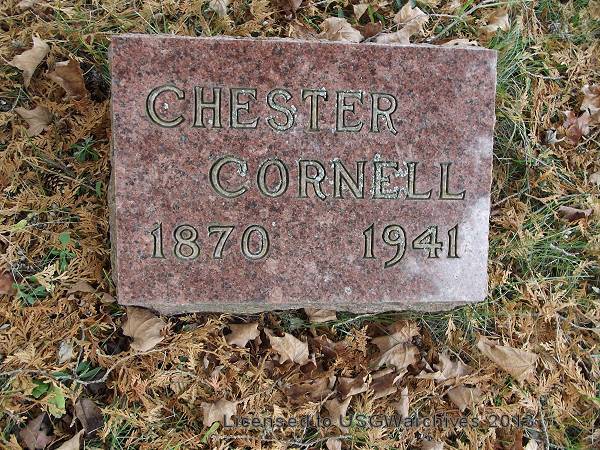 CHESTER
CORNELL
1870 1941
Licensed to USGWarchives 2013